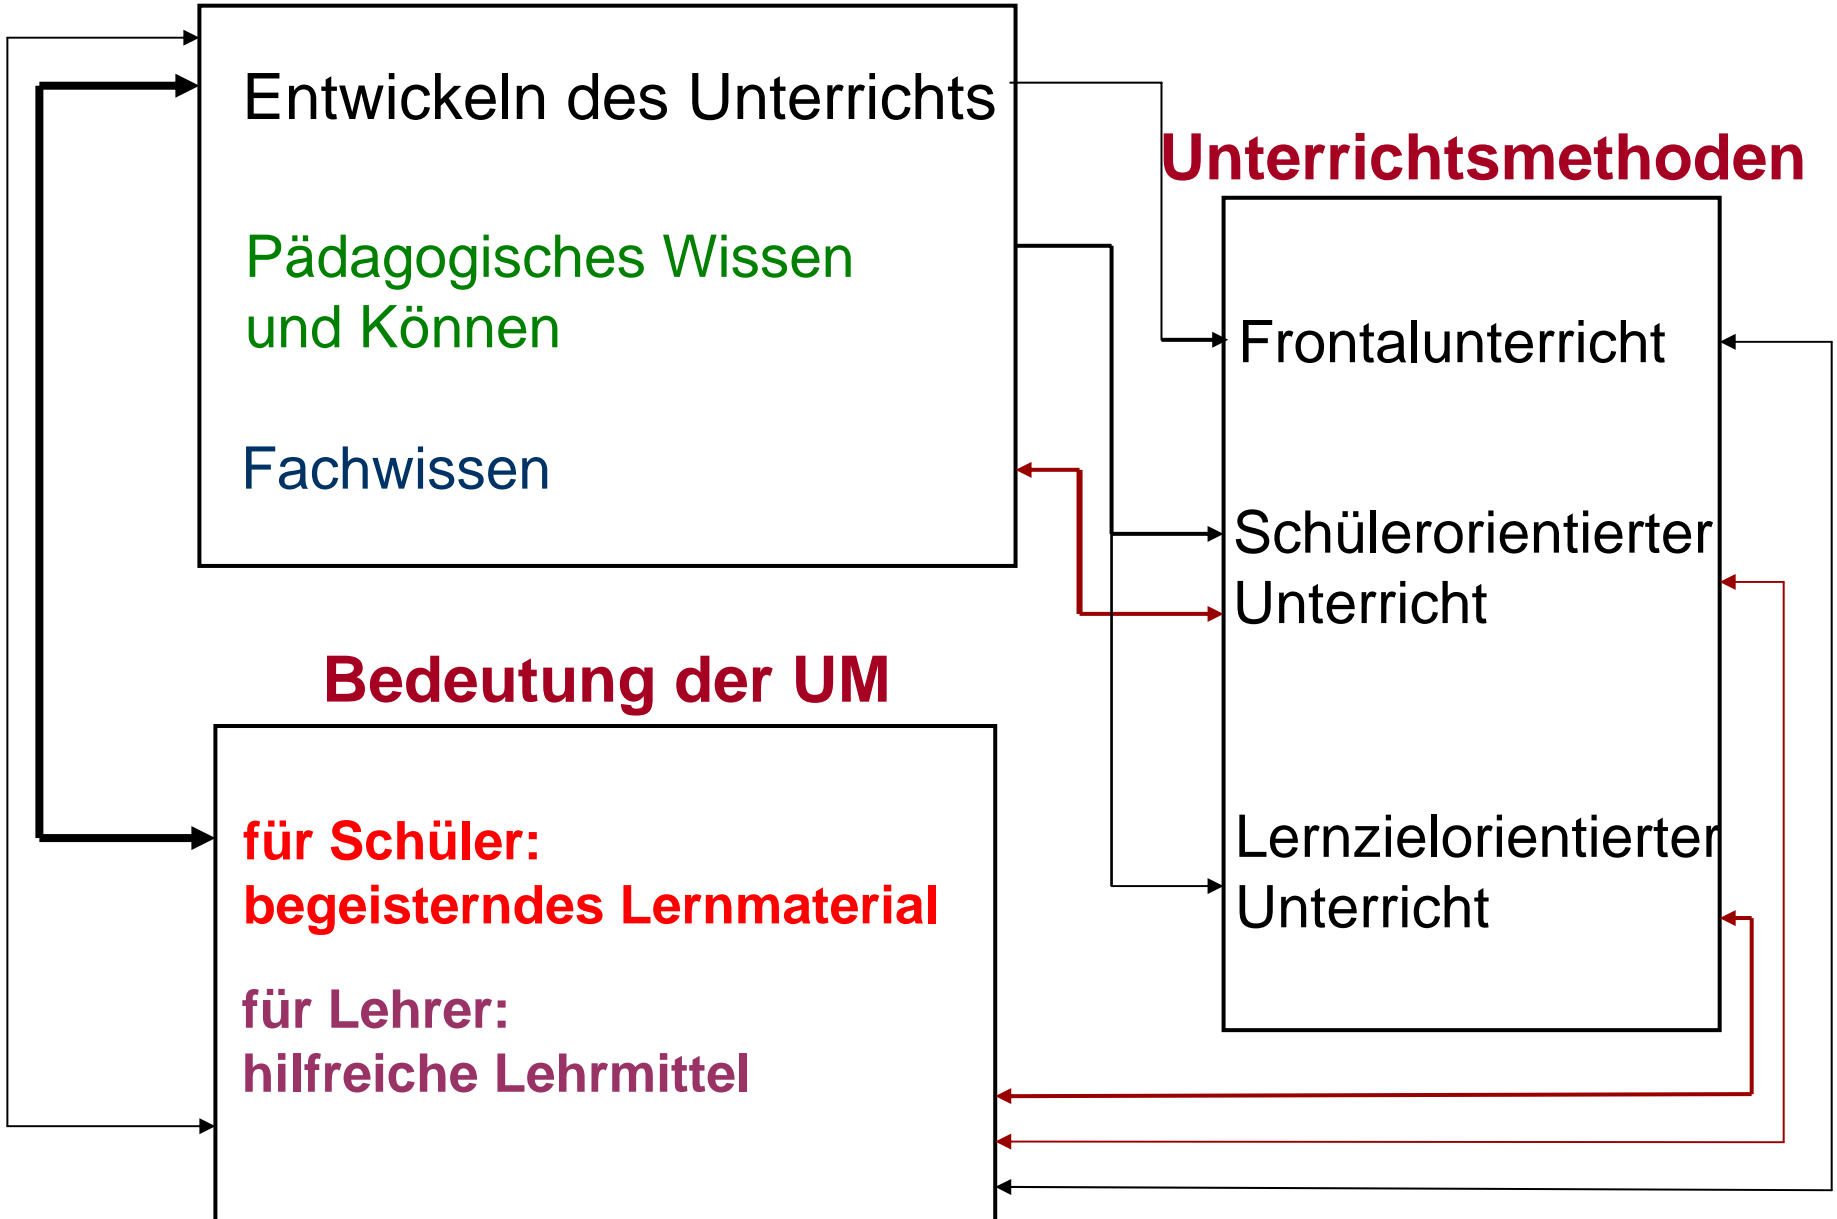 Entwickeln des Unterrichts
Pädagogisches Wissen
und Können
Fachwissen
Unterrichtsmethoden
Frontalunterricht
Schülerorientierter
Unterricht
Lernzielorientierter
Unterricht
Bedeutung der UM
für Schüler:
begeisterndes Lernmaterial
für Lehrer:
hilfreiche Lehrmittel